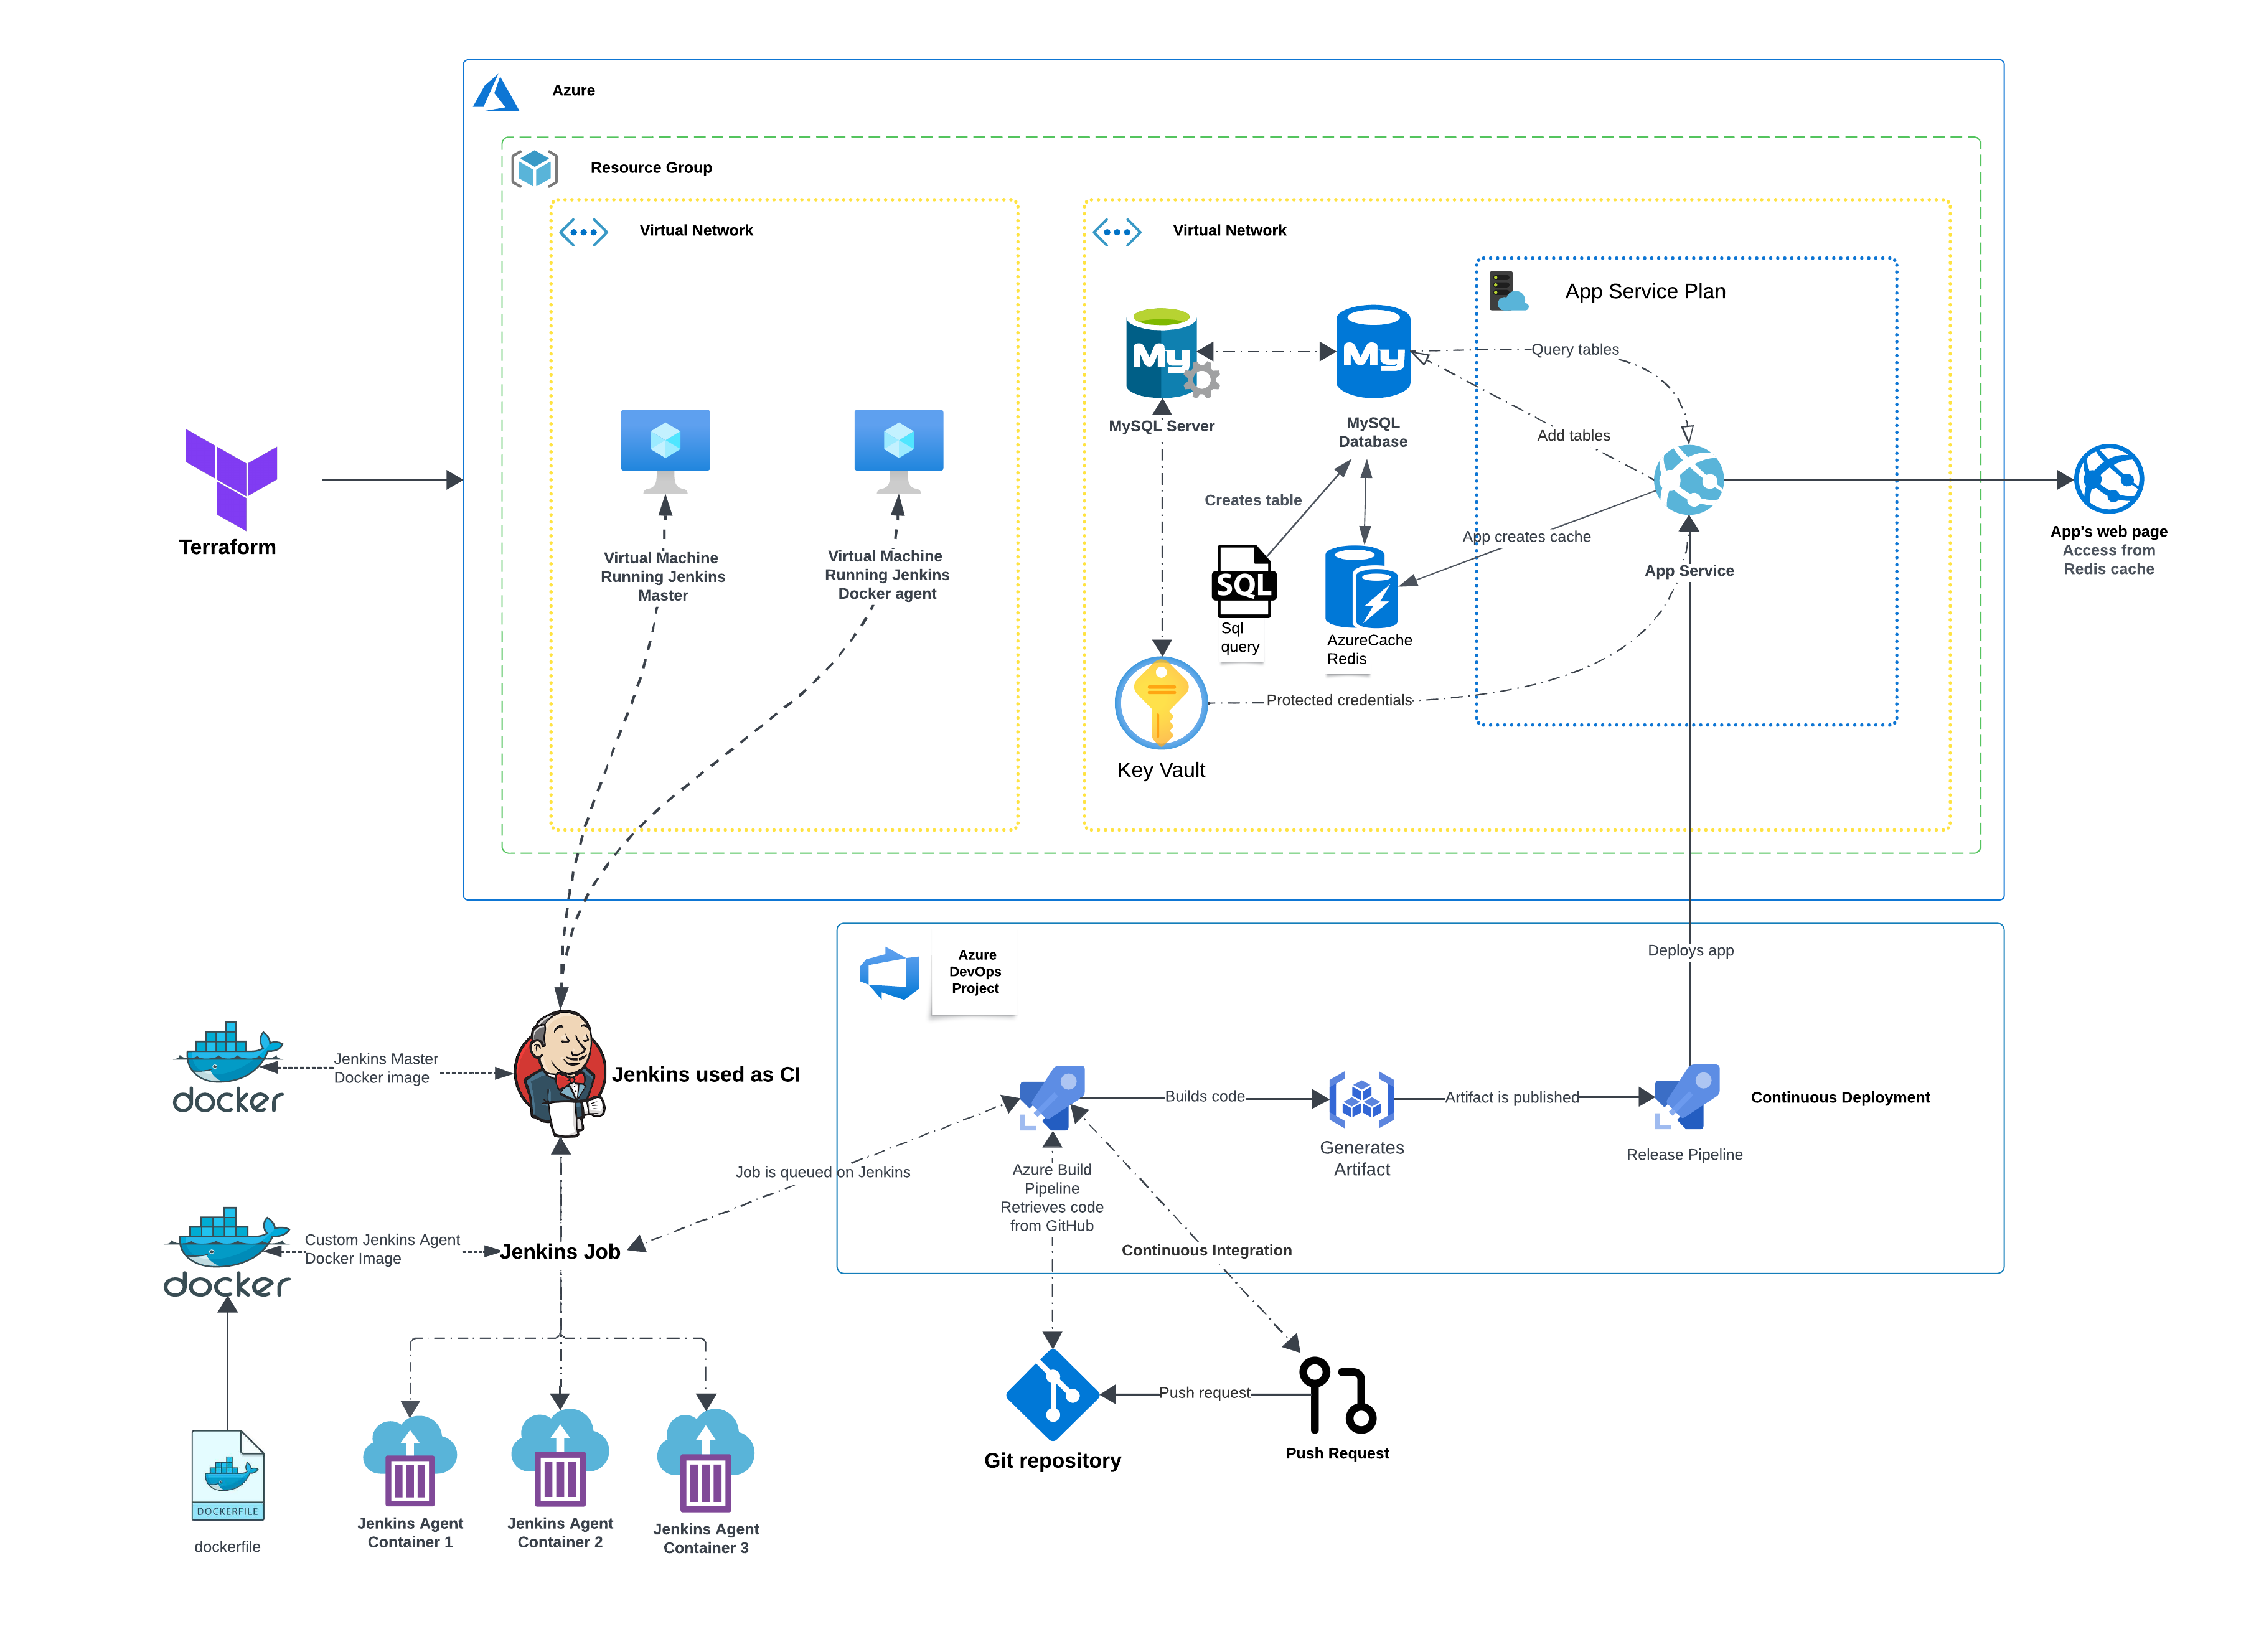 Azure
Resource Group
Virtual Network
Virtual Network
App Service Plan
My
My
Query tables
MySQL Server
MySQL
Database
Add tables
Creates table
Terraform
Virtual Machine
Running Jenkins
Master
Virtual Machine
Running Jenkins
Docker agent
App creates cache
App's web page
Access from
Redis cache
SQL
Sql
query
AzureCache
Redis
App Service
Protected credentials
Key Vault
Deploys app
Azure
DevOps
Project
Jenkins Master
Docker image
docker
Jenkins used as CI
Builds code
Artifact is published
Continuous Deployment
Generates
Artifact
Release Pipeline
Job is queued on Jenkins
Azure Build
Pipeline
Retrieves code
from GitHub
Custom Jenkins Agent
Docker Image
docker
Jenkins Job
Continuous Integration
Push request
Git repository
Push Request
DOCKERFILE
dockerfile
Jenkins Agent
Container 1
Jenkins Agent
Container 2
Jenkins Agent
Container 3